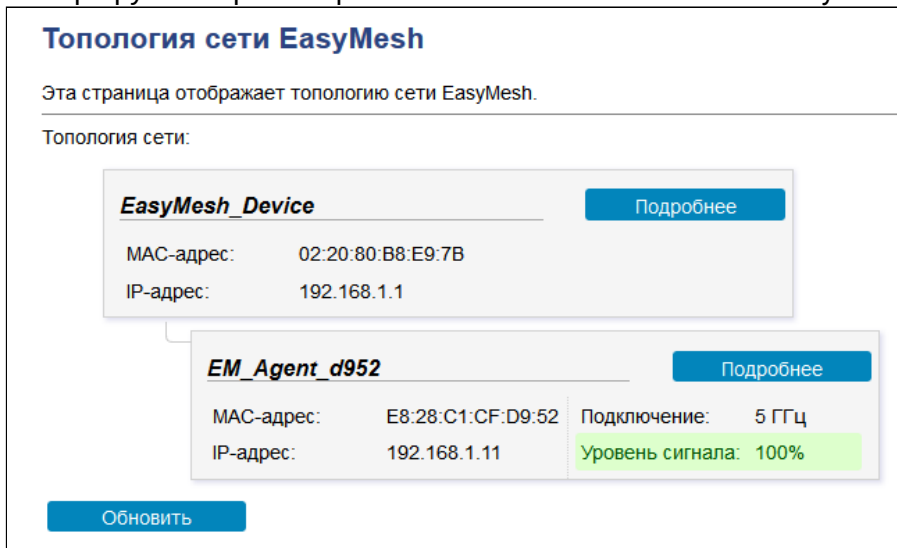 Топология сети EasyMesh
Эта страница отображает топологию сети EasyMesh.
Топология сети:
EasyMesh_Device
Подробнее
MAC-адрес: 02:20:80:B8:E9:7B
IP-адрес: 192.168.1.1
EM_Agent_d952
Подробнее
MAC-адрес: E8:28:C1:CF:D9:52 Подключение: 5 ГГц
IP-адрес: 192.168.1.11 Уровень сигнала: 100%
Обновить